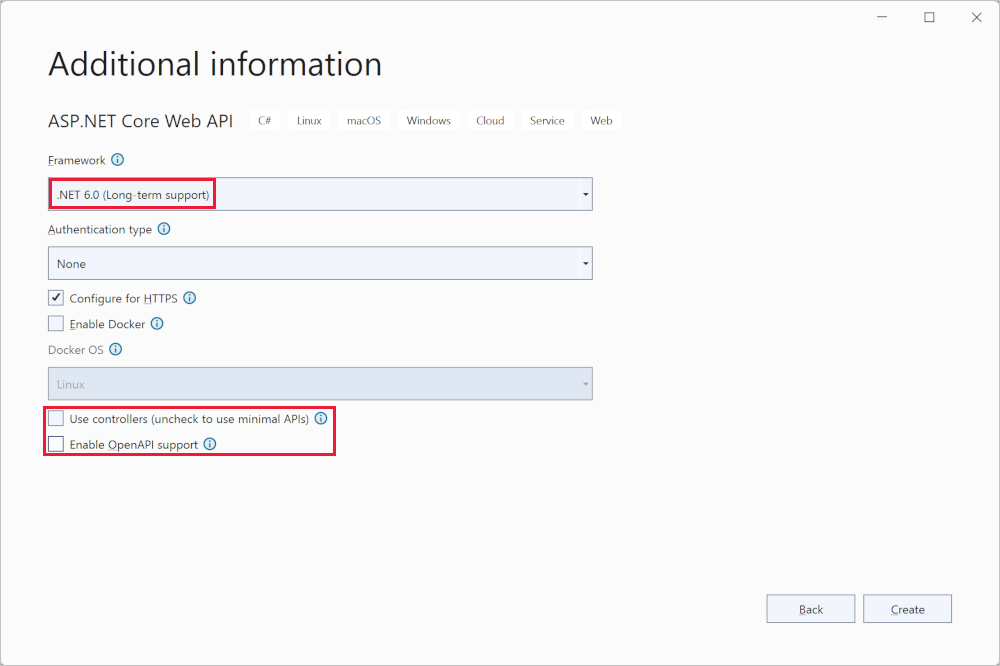 Additional information
ASP.NET Core Web API C# Linux macOS Windows Cloud Service Web
Framework
.NET 6.0 (Long-term support)
Authentication type
None
Configure for HTTPS
Enable Docker
Docker OS
Linux
Use controllers (uncheck to use minimal APIs)
Enable OpenAPI support
Back Create